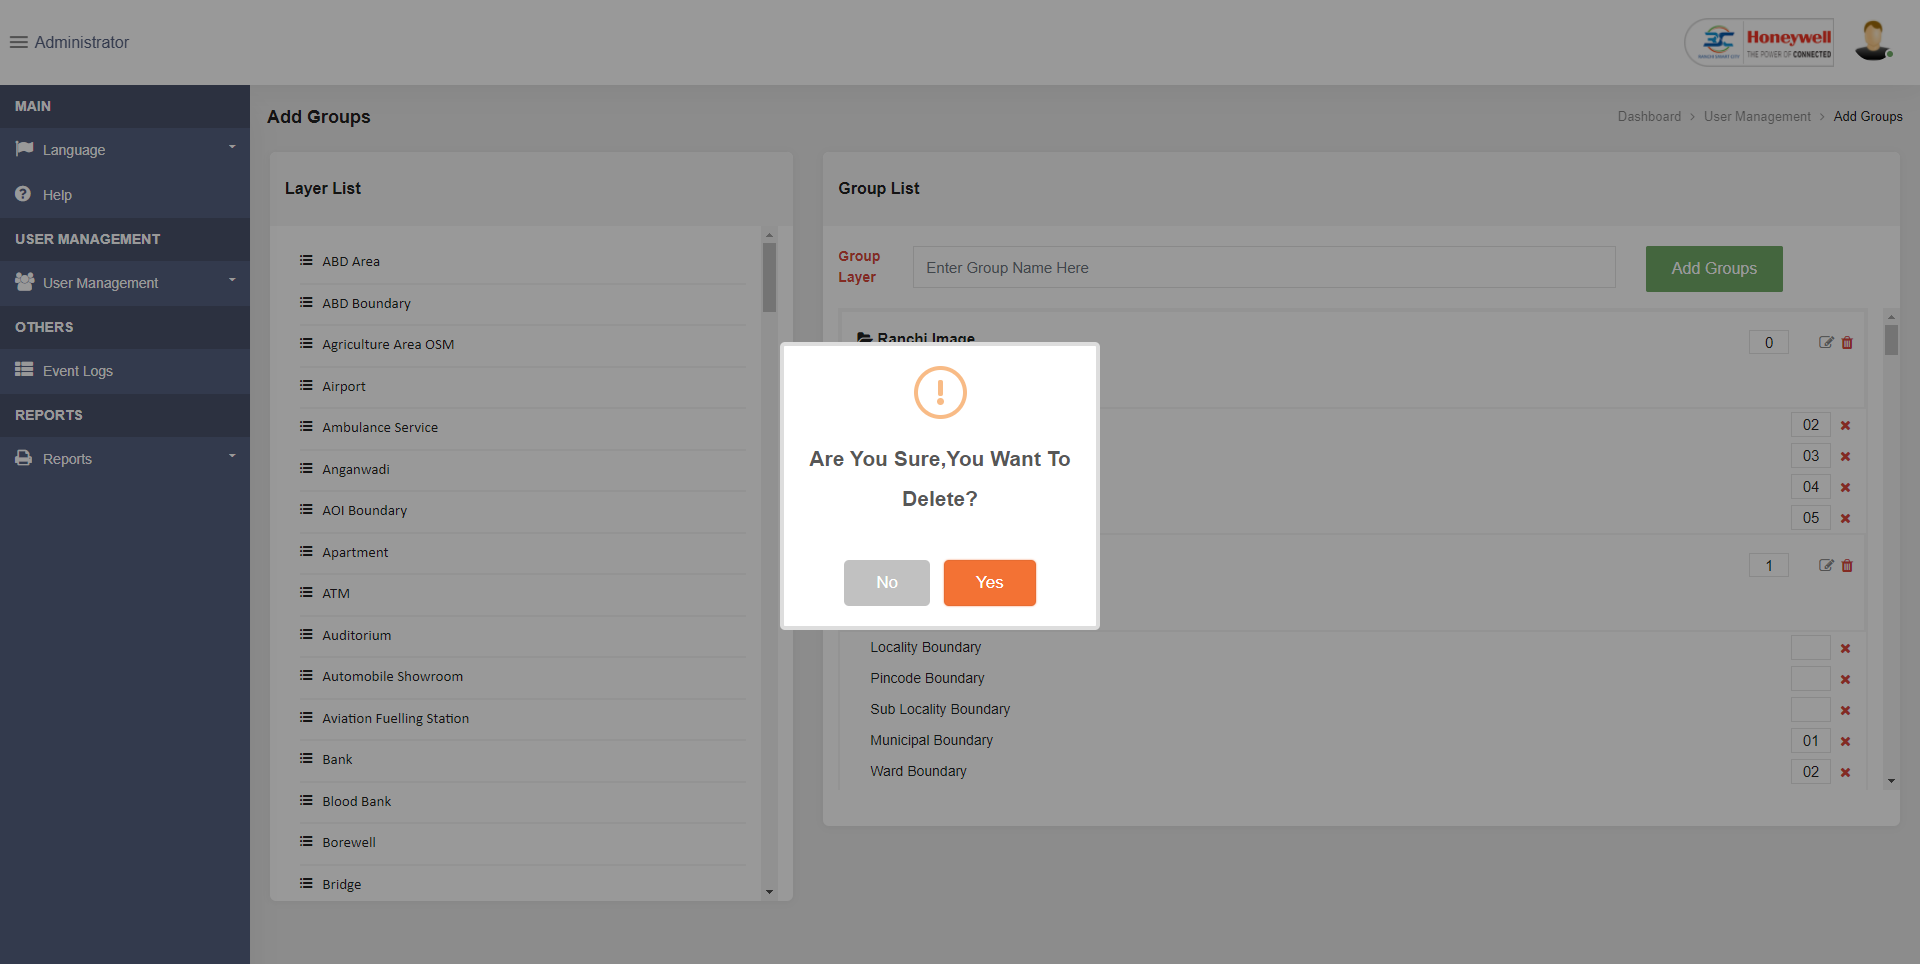 Administrator
Honeywell
THE POWER OF CONNECTED
MAIN
Language
Help
USER MANAGEMENT
User Management
OTHERS
Event Logs
REPORTS
Reports
Add Groups
Dashboard > User Management > Add Groups
Layer List
ABD Area
ABD Boundary
Agriculture Area OSM
Airport
Ambulance Service
Anganwadi
AOI Boundary
Apartment
ATM
Auditorium
Automobile Showroom
Aviation Fuelling Station
Bank
Blood Bank
Borewell
Bridge
Group List
Group
Layer
Enter Group Name Here
Add Groups
Ranchi Image
0
02
03
04
05
1
Locality Boundary
Pincode Boundary
Sub Locality Boundary
Municipal Boundary
01
Ward Boundary
02
Are You Sure,You Want To
Delete?
No
Yes